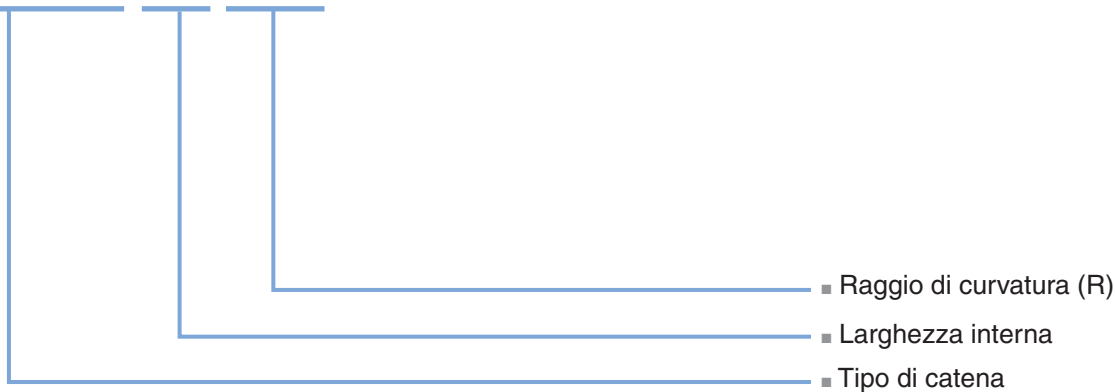 ■ Raggio di curvatura (R)
■ Larghezza interna
■ Tipo di catena